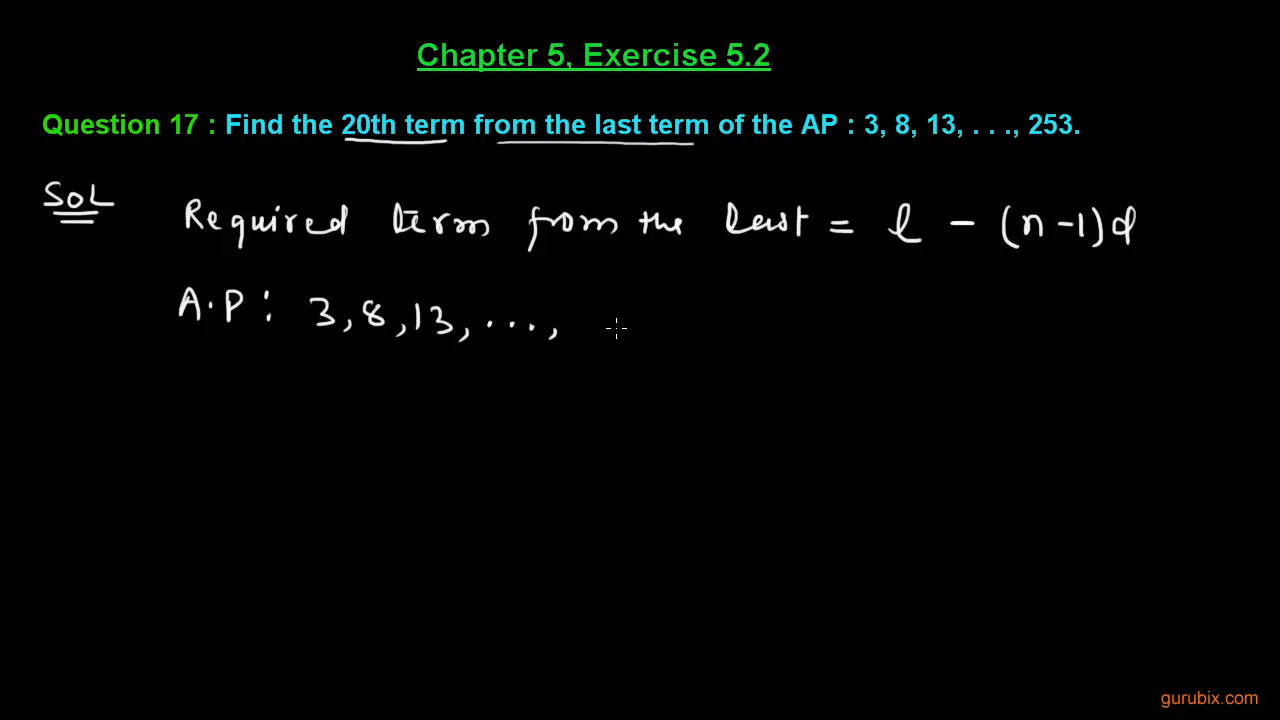 Chapter 5, Exercise 5.2
Question 17 : Find the 20th term from the last term of the AP : 3, 8, 13, . . ., 253.
SOL
Required term from the last = l - (n-1)d
A.P : 3, 8, 13, ...,
gurubix.com